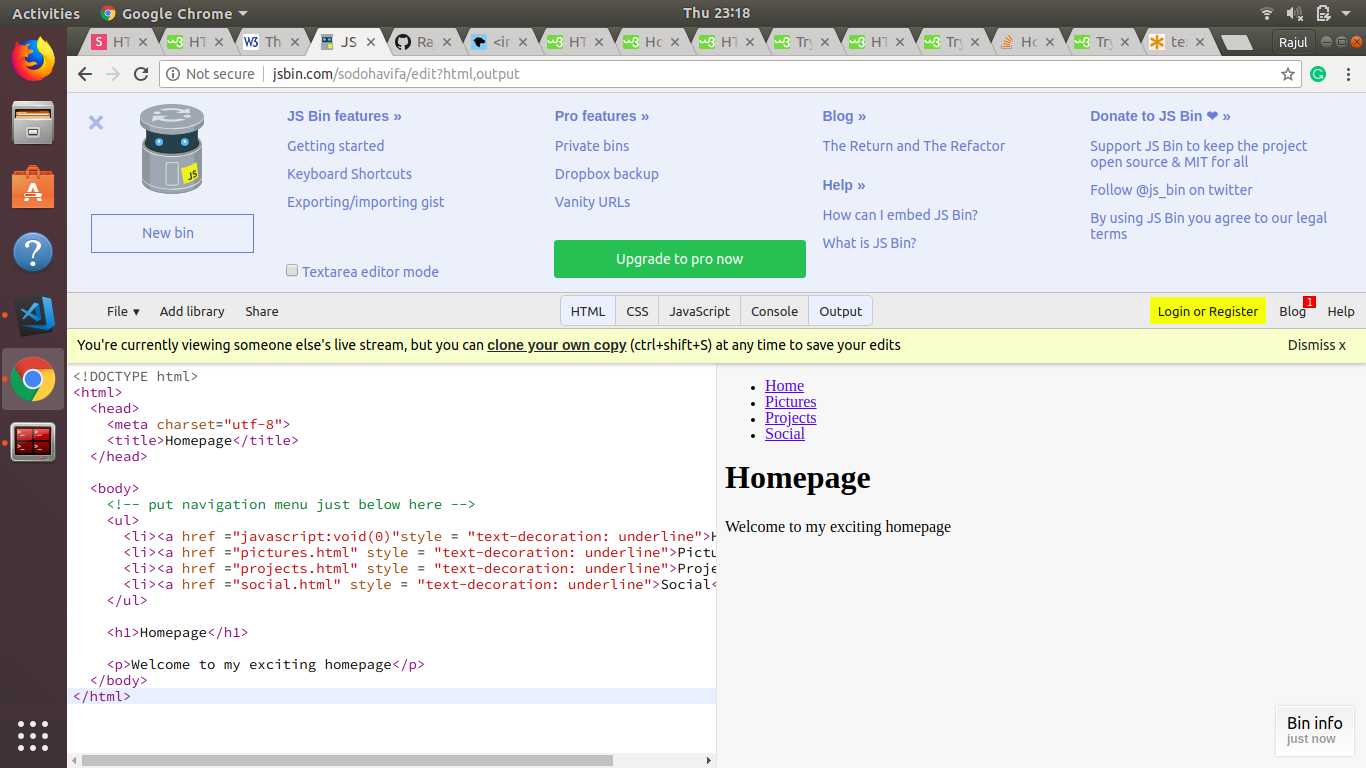 Activities Google Chrome Thu 23:18
HT HT Th JS Ra <ir HT Ho HT Try HT Try Ho Try te Rajul
Not secure jsbin.com/sodohavifa/edit?html,output
JS Bin features »
Getting started
Keyboard Shortcuts
Exporting/importing gist
Textarea editor mode
Pro features »
Private bins
Dropbox backup
Vanity URLs
Upgrade to pro now
Blog »
The Return and The Refactor
Help »
How can I embed JS Bin?
What is JS Bin?
Donate to JS Bin ❤ »
Support JS Bin to keep the project
open source & MIT for all
Follow @js_bin on twitter
By using JS Bin you agree to our legal
terms
JS
New bin
File ▾ Add library Share HTML CSS JavaScript Console Output Login or Register Blog 1 Help
You're currently viewing someone else's live stream, but you can clone your own copy (ctrl+shift+S) at any time to save your edits Dismiss x
<!DOCTYPE html>
<html>
<head>
<meta charset="utf-8">
<title>Homepage</title>
</head>
<body>
<!-- put navigation menu just below here -->
<ul>
<li><a href ="javascript:void(0)"style = "text-decoration: underline">H
<li><a href ="pictures.html" style = "text-decoration: underline">Pictu
<li><a href ="projects.html" style = "text-decoration: underline">Proje
<li><a href ="social.html" style = "text-decoration: underline">Social<
</ul>
<h1>Homepage</h1>
<p>Welcome to my exciting homepage</p>
</body>
</html>
Home
Pictures
Projects
Social
Homepage
Welcome to my exciting homepage
Bin info
just now